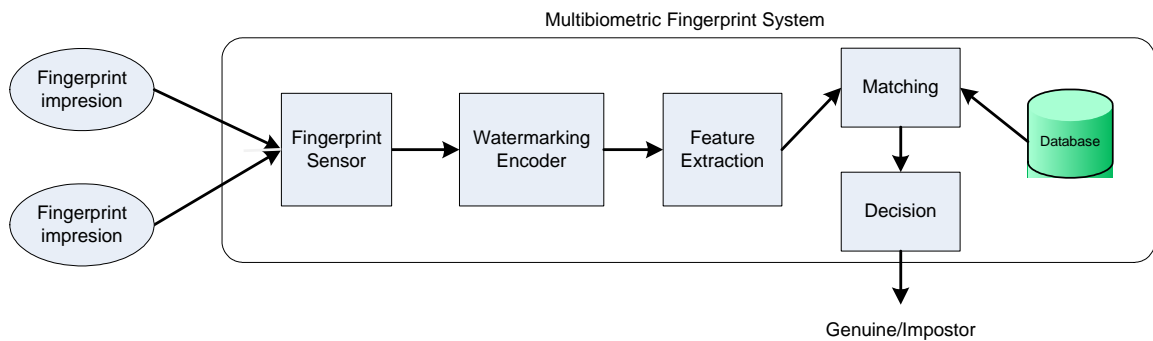 Multibiometric Fingerprint System
Fingerprint
impresion
Fingerprint
impresion
Fingerprint
Sensor
Watermarking
Encoder
Feature
Extraction
Matching
Database
Decision
Genuine/Impostor